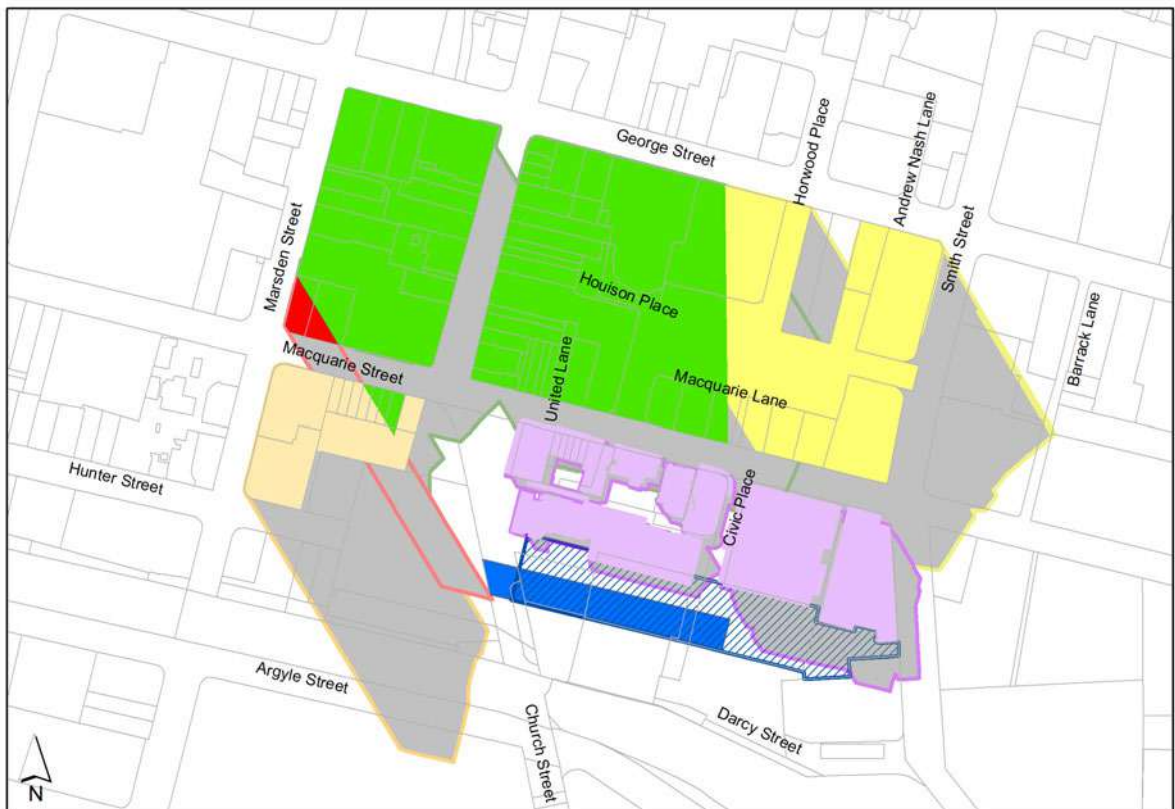 George Street
Horwood Place
Andrew Nash Lane
Smith Street
Marsden Street
Houison Place
Barrack Lane
Macquarie Street
United Lane
Macquarie Lane
Hunter Street
Civic Place
Argyle Street
Church Street
Darcy Street
N